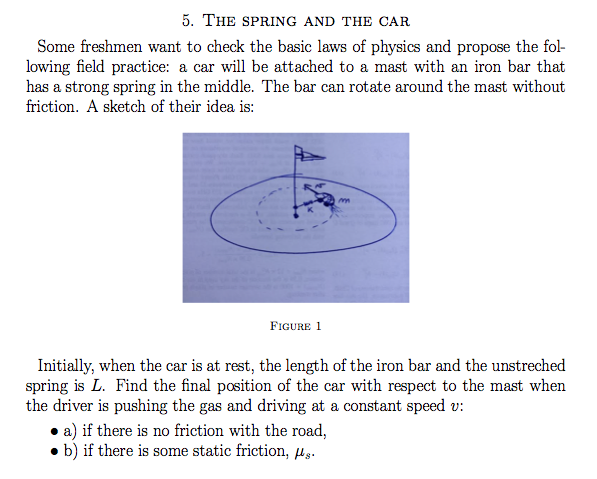 5. THE SPRING AND THE CAR
Some freshmen want to check the basic laws of physics and propose the fol-
lowing field practice: a car will be attached to a mast with an iron bar that
has a strong spring in the middle. The bar can rotate around the mast without
friction. A sketch of their idea is:
m
K
FIGURE 1
Initially, when the car is at rest, the length of the iron bar and the unstreched
spring is L. Find the final position of the car with respect to the mast when
the driver is pushing the gas and driving at a constant speed v:
• a) if there is no friction with the road,
• b) if there is some static friction, μs.